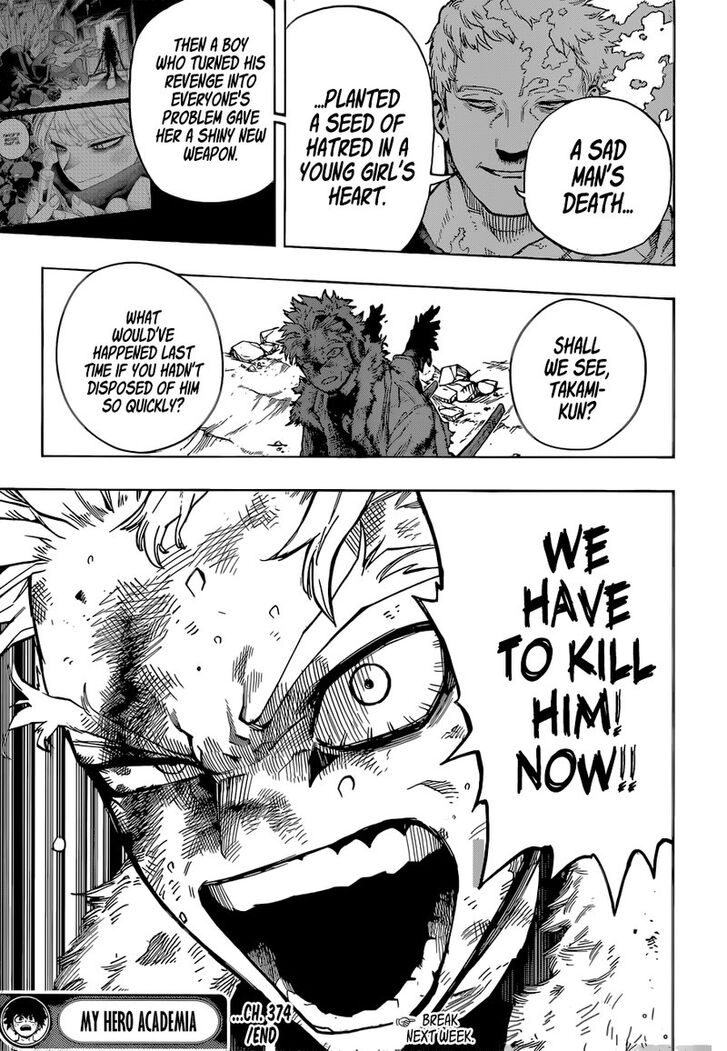 A SAD
MAN'S
DEATH...
...PLANTED
A SEED OF
HATRED IN A
YOUNG GIRL'S
HEART.
THEN A BOY
WHO TURNED HIS
REVENGE INTO
EVERYONE'S
PROBLEM GAVE
HER A SHINY NEW
WEAPON.
SHALL
WE SEE,
TAKAMI-
KUN?
WHAT
WOULD'VE
HAPPENED LAST
TIME IF YOU HADN'T
DISPOSED OF HIM
SO QUICKLY?
WE
HAVE
TO KILL
HIM!
NOW!!
MY HERO ACADEMIA
...CH. 374
/END
BREAK
NEXT WEEK.